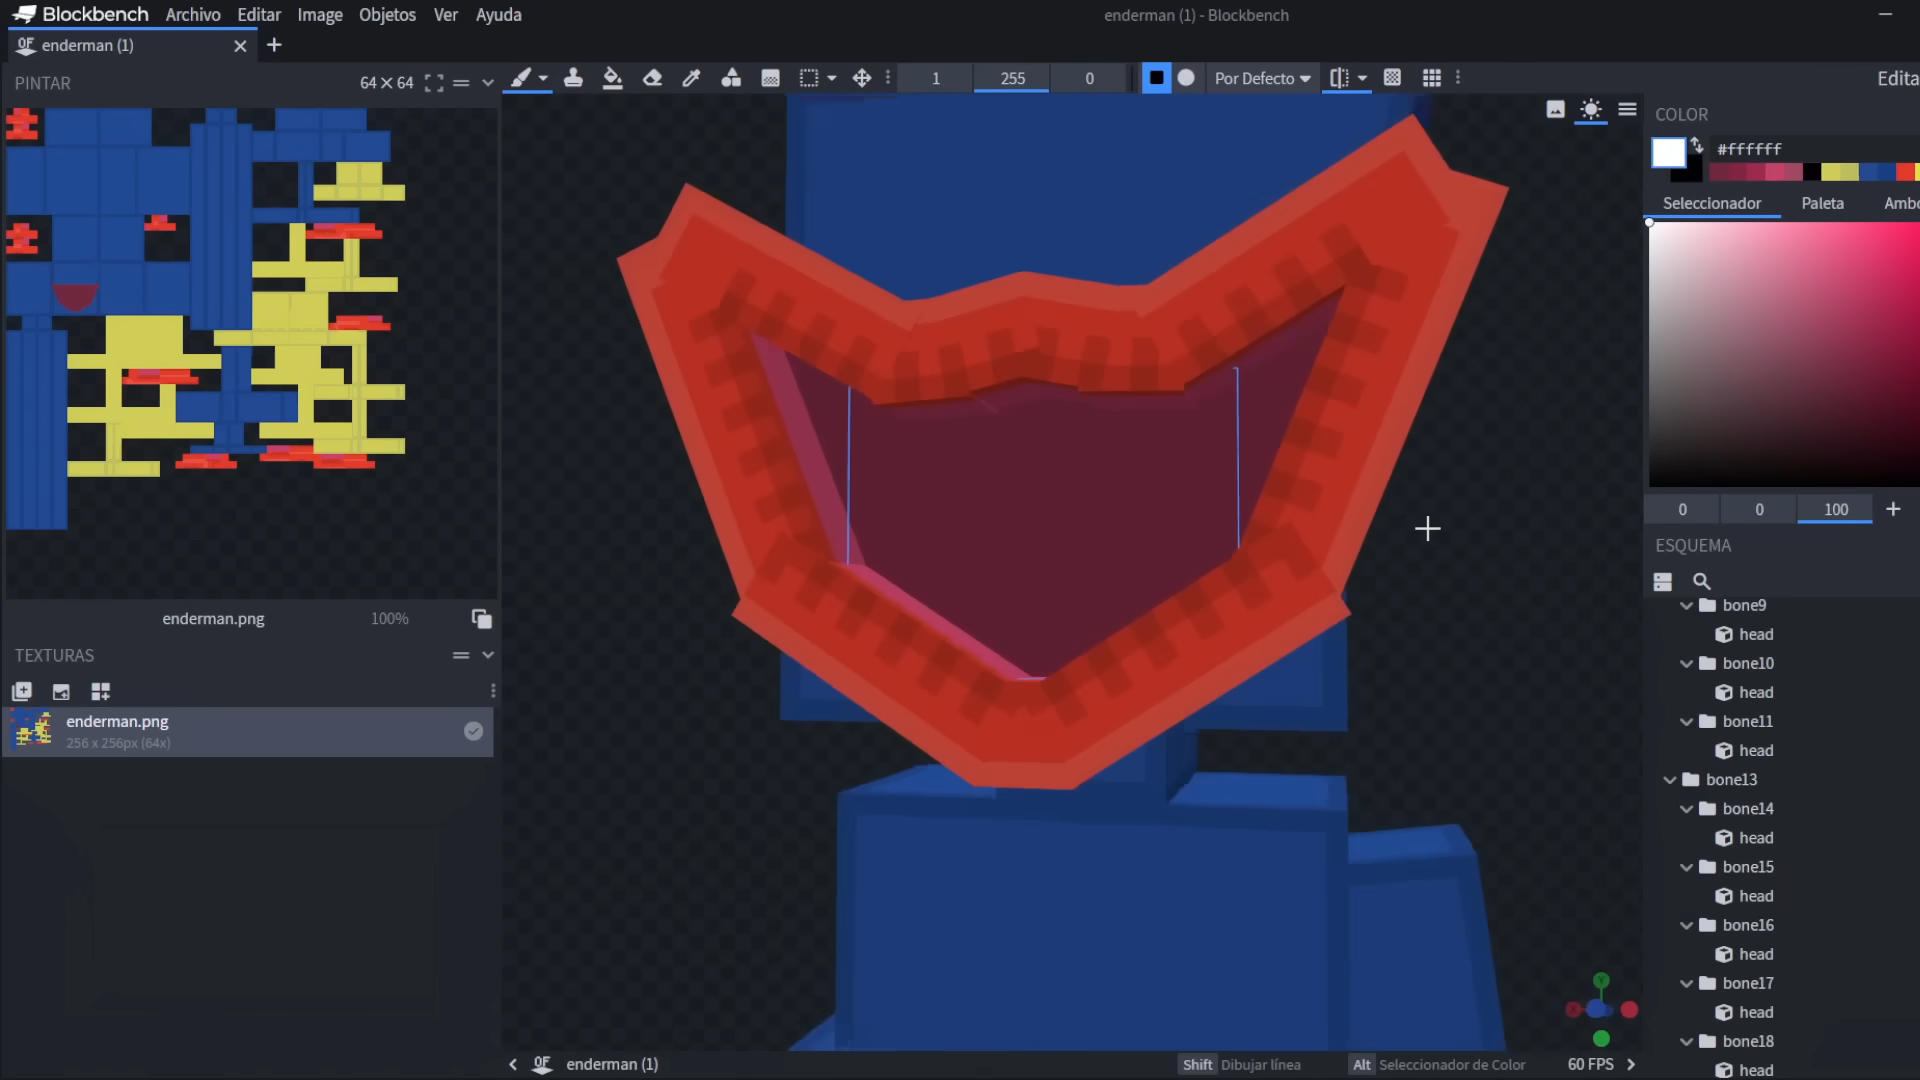 Blockbench Archivo Editar Image Objetos Ver Ayuda
enderman (1) - Blockbench
enderman (1)
PINTAR 64×64
1 255 0 Por Defecto
Edita
COLOR
#ffffff
Seleccionador Paleta Ambo
0 0 100
ESQUEMA
bone9
head
bone10
head
bone11
head
bone13
bone14
head
bone15
head
bone16
head
bone17
head
bone18
head
enderman.png 100%
TEXTURAS
enderman.png
256 x 256px (64x)
enderman (1)
Shift Dibujar línea
Alt Seleccionador de Color
60 FPS